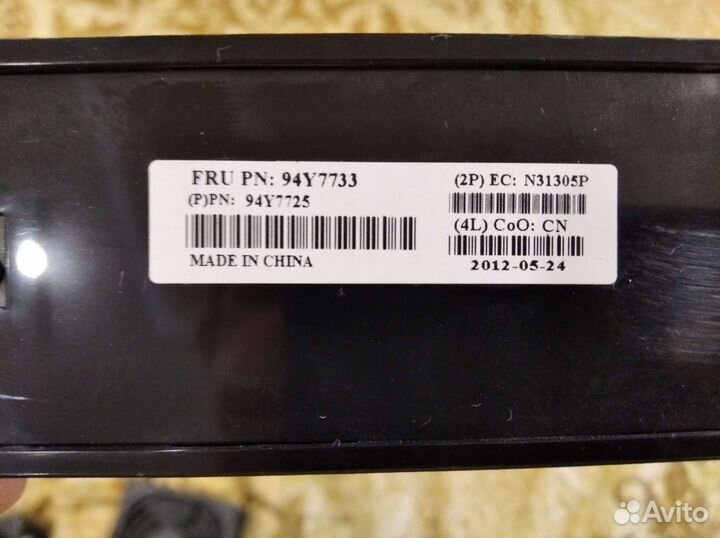 FRU PN: 94Y7733
(P)PN: 94Y7725
MADE IN CHINA
(2P) EC: N31305P
(4L) CoO: CN
2012-05-24
Avito